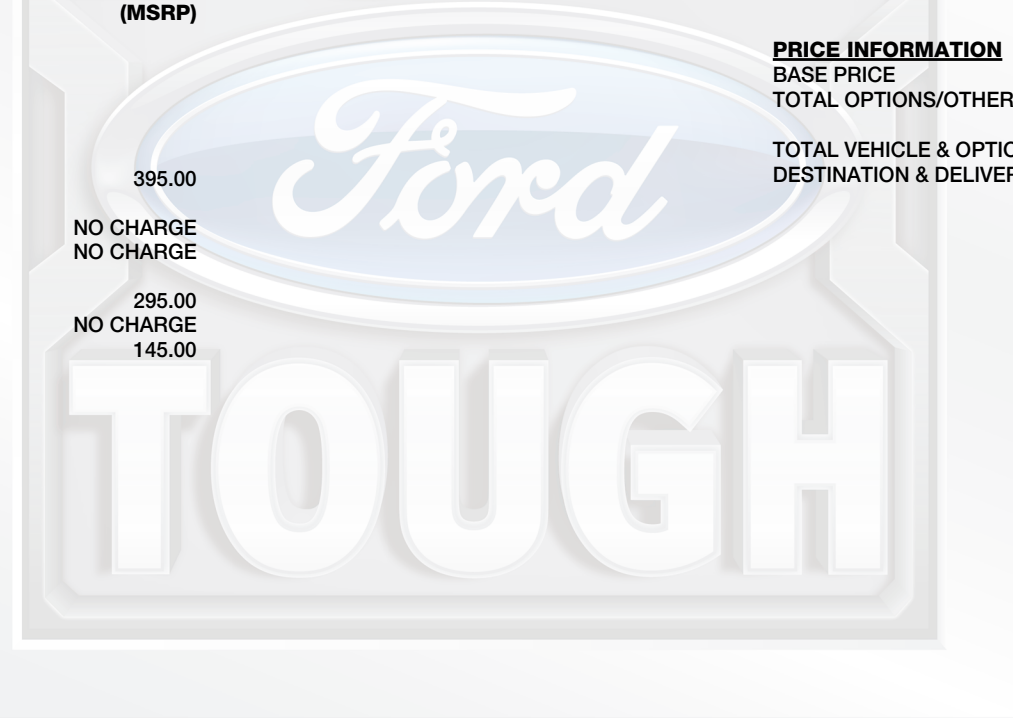 (MSRP)
395.00
NO CHARGE
NO CHARGE
295.00
NO CHARGE
145.00
PRICE INFORMATION
BASE PRICE
TOTAL OPTIONS/OTHER
TOTAL VEHICLE & OPTIO
DESTINATION & DELIVER
Ford
TOUGH